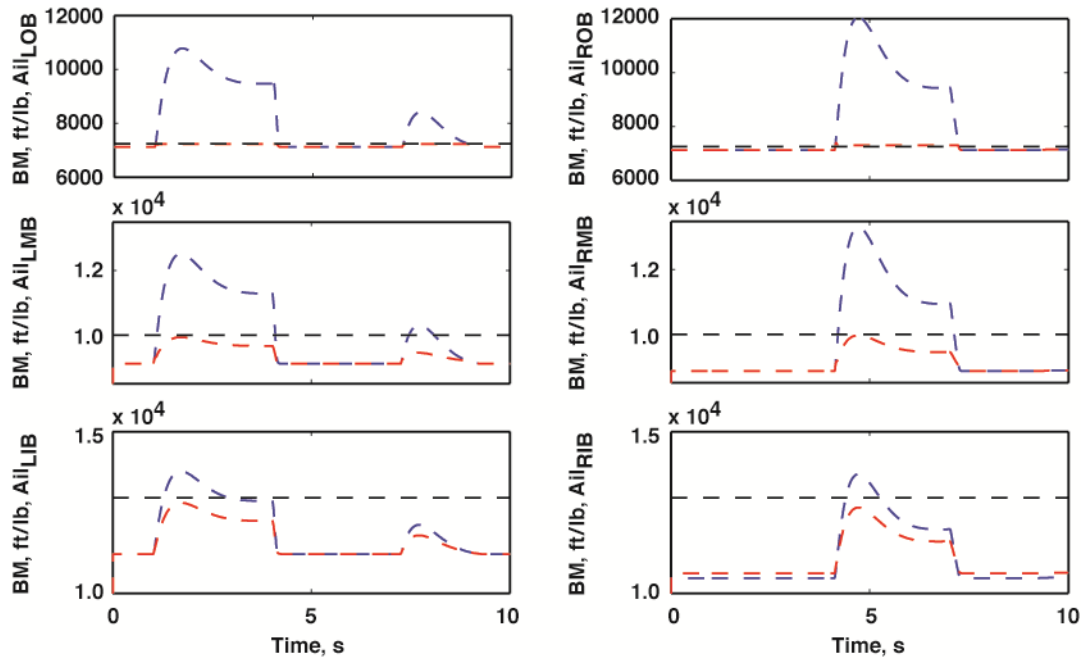 12000
10000
8000
6000
BM, ft/lb, Ail LOB
12000
10000
8000
6000
BM, ft/lb, Ail ROB
x 10^4
1.2
1.0
BM, ft/lb, Ail LMB
x 10^4
1.2
1.0
BM, ft/lb, Ail RMB
x 10^4
1.5
1.0
BM, ft/lb, Ail LIB
0 5 10
Time, s
x 10^4
1.5
1.0
BM, ft/lb, Ail RIB
0 5 10
Time, s